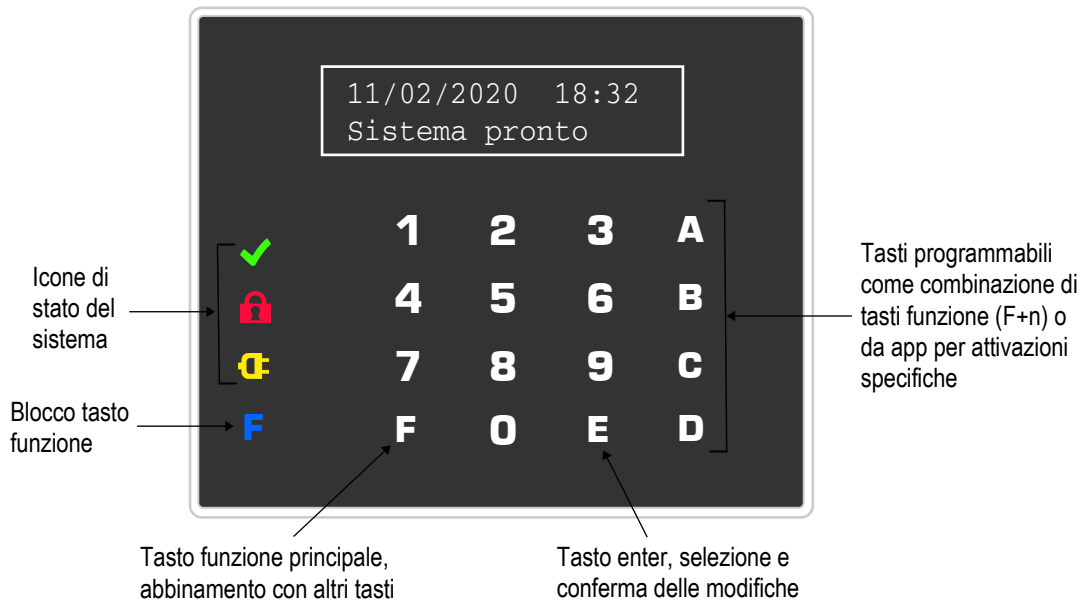 11/02/2020 18:32
Sistema pronto
1 2 3 A
4 5 6 B
7 8 9 C
F F 0 E D
Icone di
stato del
sistema
Blocco tasto
funzione
Tasti programmabili
come combinazione di
tasti funzione (F+n) o
da app per attivazioni
specifiche
Tasto funzione principale,
abbinamento con altri tasti
Tasto enter, selezione e
conferma delle modifiche